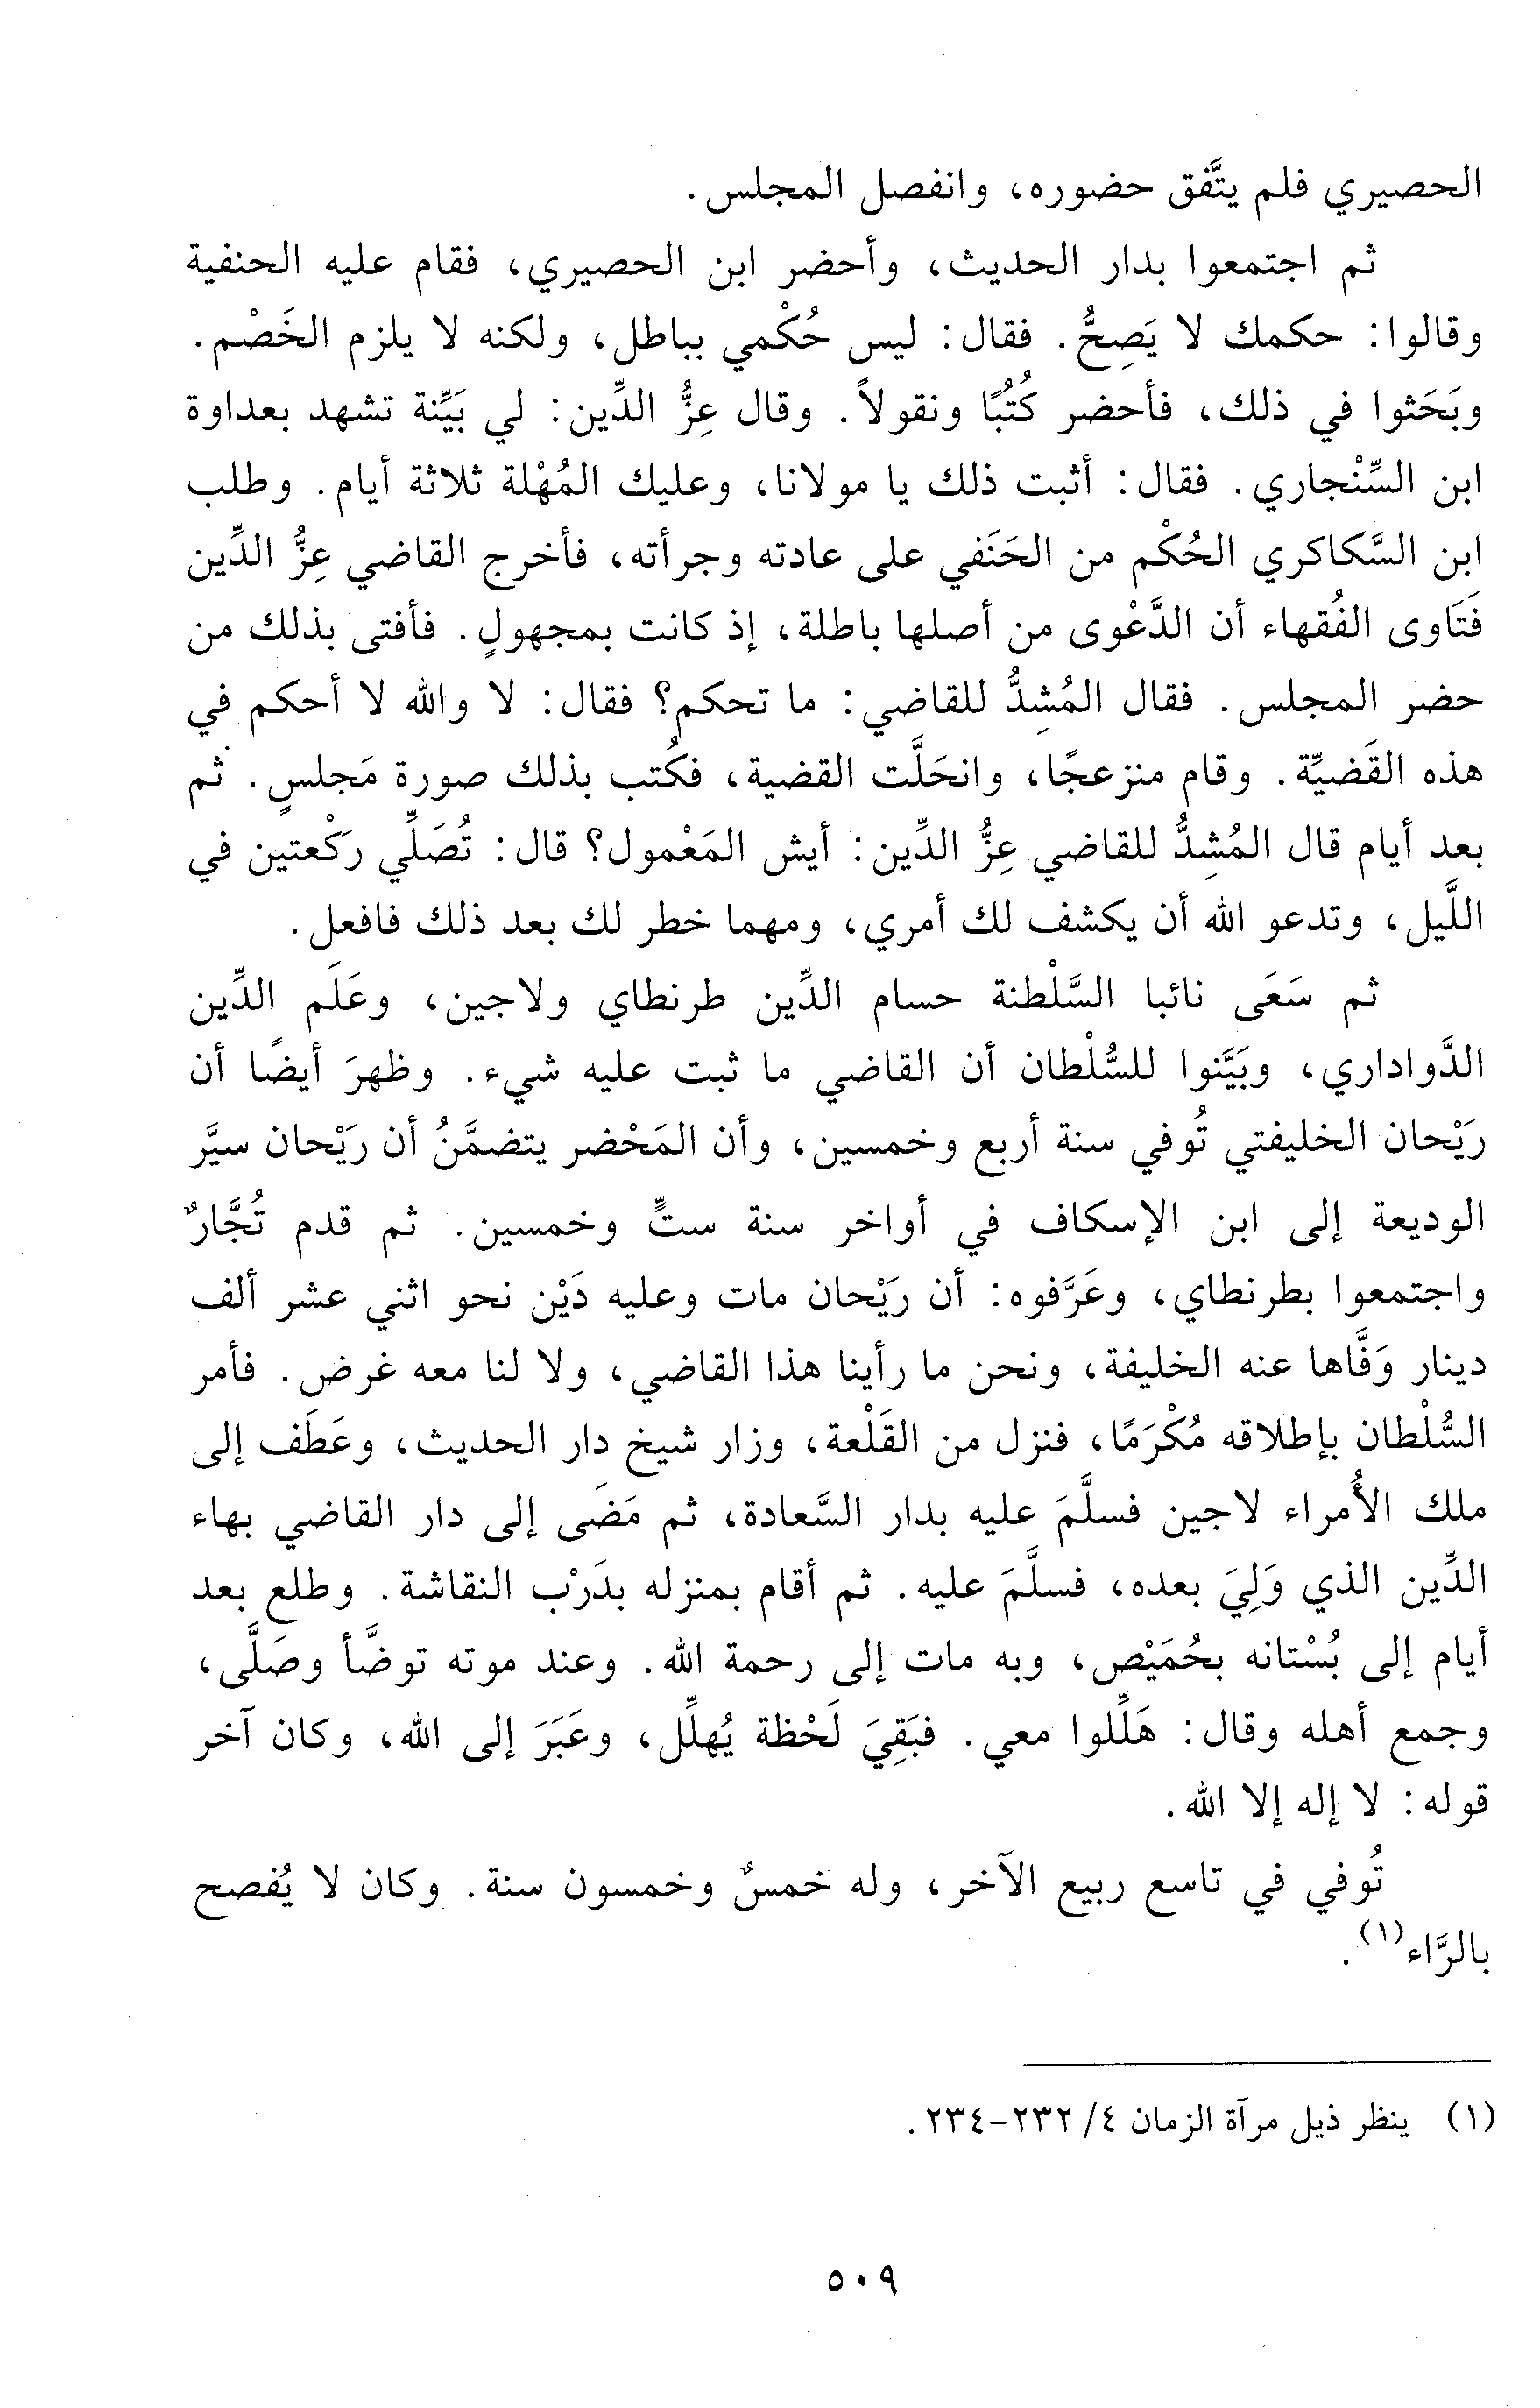 الحصيري فلم يتَّفق حضوره، وانفصل المجلس.
ثم اجتمعوا بدار الحديث، وأحضر ابن الحصيري، فقام عليه الحنفية
وقالوا: حكمك لا يَصِحُّ. فقال: ليس حُكْمي بباطل، ولكنه لا يلزم الخَصْم.
وبَحَثوا في ذلك، فأحضر كُتُبًا ونقولاً. وقال عِزُّ الدِّين: لي بَيِّنة تشهد بعداوة
ابن السِّنْجاري. فقال: أثبت ذلك يا مولانا، وعليك المُهْلة ثلاثة أيام. وطلب
ابن السَّكاكري الحُكْم من الحَنَفي على عادته وجرأته، فأخرج القاضي عِزُّ الدِّين
فَتَاوى الفُقهاء أن الدَّعْوى من أصلها باطلة، إذ كانت بمجهولٍ. فأفتى بذلك من
حضر المجلس. فقال المُشِدُّ للقاضي: ما تحكم؟ فقال: لا والله لا أحكم في
هذه القَضيِّة. وقام منزعجًا، وانحَلَّت القضية، فكُتب بذلك صورة مَجلسٍ. ثم
بعد أيام قال المُشِدُّ للقاضي عِزُّ الدِّين: أيش المَعْمول؟ قال: تُصَلِّي رَكْعتين في
اللَّيل، وتدعو الله أن يكشف لك أمري، ومهما خطر لك بعد ذلك فافعل.
ثم سَعَى نائبا السَّلْطنة حسام الدِّين طرنطاي ولاجين، وعَلَم الدِّين
الدَّواداري، وبَيَّنوا للسُّلْطان أن القاضي ما ثبت عليه شيء. وظهرَ أيضًا أن
رَيْحان الخليفتي تُوفي سنة أربع وخمسين، وأن المَحْضر يتضمَّنُ أن رَيْحان سيَّر
الوديعة إلى ابن الإسكاف في أواخر سنة ستٍّ وخمسين. ثم قدم تُجَّارٌ
واجتمعوا بطرنطاي، وعَرَّفوه: أن رَيْحان مات وعليه دَيْن نحو اثني عشر ألف
دينار وَفَّاها عنه الخليفة، ونحن ما رأينا هذا القاضي، ولا لنا معه غرض. فأمر
السُّلْطان بإطلاقه مُكْرَمًا، فنزل من القَلْعة، وزار شيخ دار الحديث، وعَطَف إلى
ملك الأُمراء لاجين فسلَّمَ عليه بدار السَّعادة، ثم مَضَى إلى دار القاضي بهاء
الدِّين الذي وَلِيَ بعده، فسلَّمَ عليه. ثم أقام بمنزله بدَرْب النقاشة. وطلع بعد
أيام إلى بُسْتانه بحُمَيْص، وبه مات إلى رحمة الله. وعند موته توضَّأ وصَلَّى،
وجمع أهله وقال: هَلِّلوا معي. فبَقِيَ لَحْظة يُهلِّل، وعَبَرَ إلى الله، وكان آخر
قوله: لا إله إلا الله.
تُوفي في تاسع ربيع الآخر، وله خمسٌ وخمسون سنة. وكان لا يُفصح
بالرَّاء(١).
(١) ينظر ذيل مرآة الزمان ٤/ ٢٣٢-٢٣٤.
٥٠٩